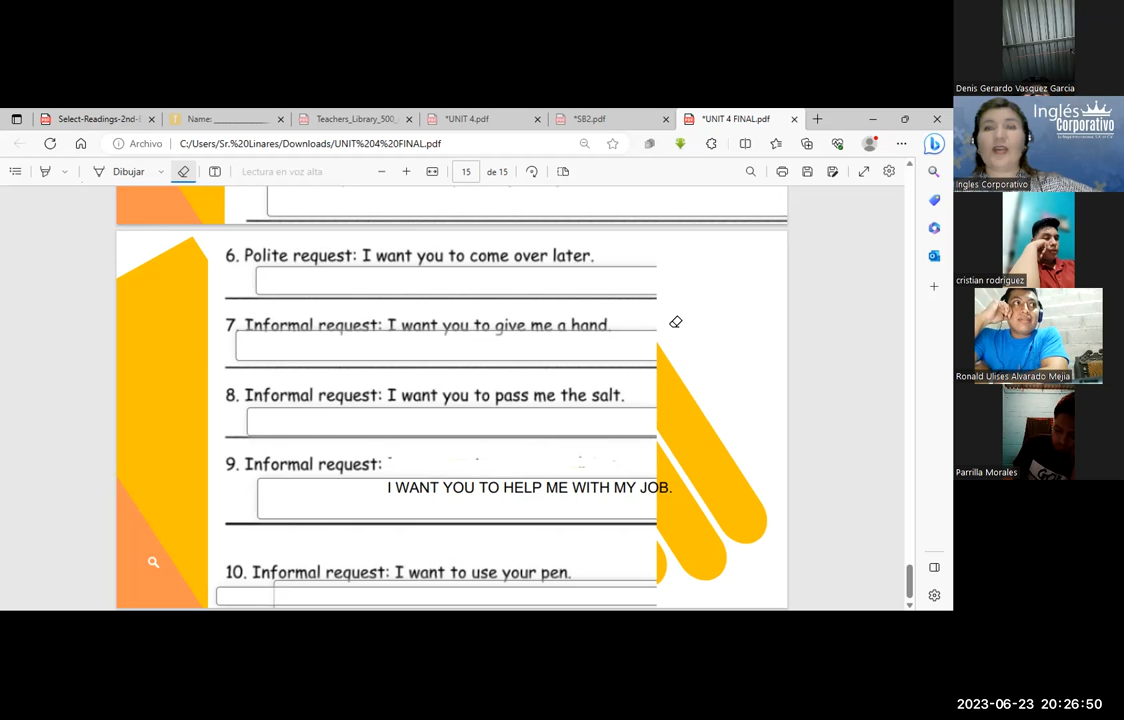 Denis Gerardo Vasquez Garcia
Inglés
Corporativo
Ingles Corporativo
cristian rodriguez
Ronald Ulises Alvarado Mejia
Parrilla Morales
Select-Readings-2nd-
Name: ____________
Teachers_Library_500_
*UNIT 4.pdf
*SB2.pdf
*UNIT 4 FINAL.pdf
Archivo
C:/Users/Sr.%20Linares/Downloads/UNIT%204%20FINAL.pdf
Dibujar
Lectura en voz alta
15
de 15
6. Polite request: I want you to come over later.
7. Informal request: I want you to give me a hand.
8. Informal request: I want you to pass me the salt.
9. Informal request:
I WANT YOU TO HELP ME WITH MY JOB.
10. Informal request: I want to use your pen.
2023-06-23 20:26:50